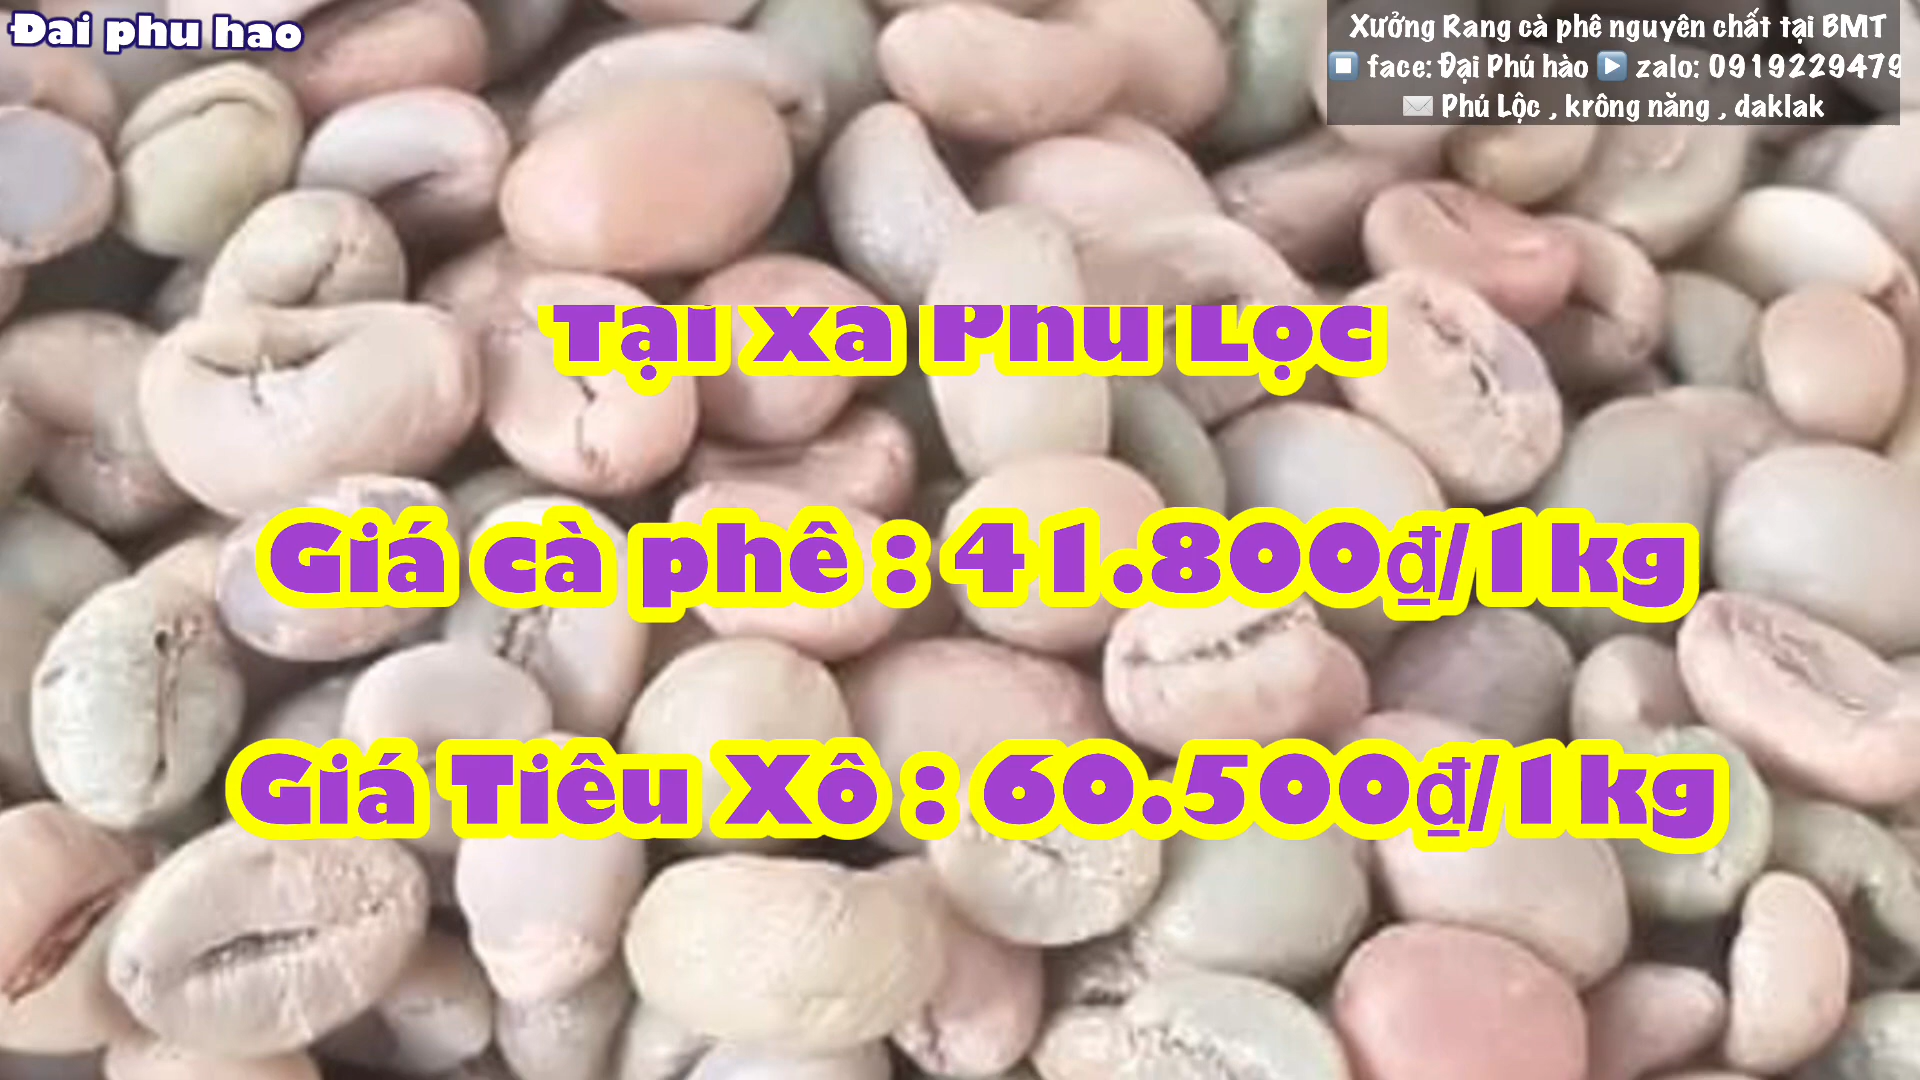 Đai phu hao
Xưởng Rang cà phê nguyên chất tại BMT
face: Đại Phú hào ▶ zalo: 0919229479
Phú Lộc , krông năng , daklak
Tại xã Phú Lộc
Giá cà phê : 41.800₫/1kg
Giá Tiêu Xô : 60.500₫/1kg